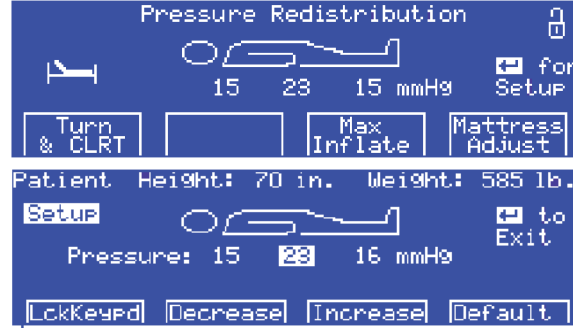 Pressure Redistribution
↵ for
15 23 15 mmHg Setup
Turn Max Mattress
& CLRT Inflate Adjust
Patient Height: 70 in. Weight: 585 lb.
Setup ↵ to
Exit
Pressure: 15 23 16 mmHg
LckKeypd Decrease Increase Default